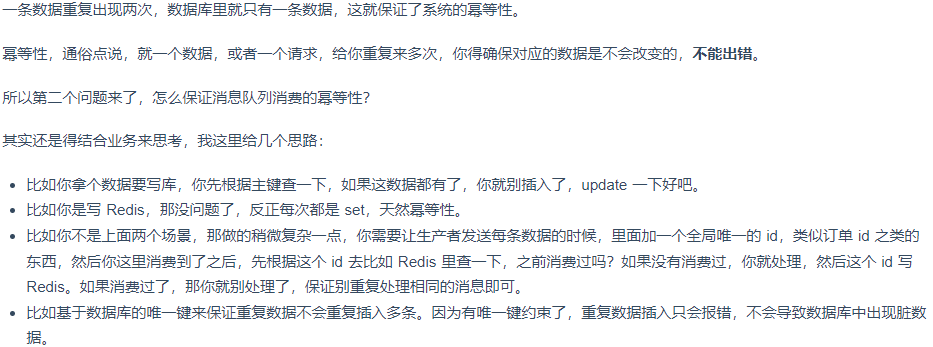 一条数据重复出现两次，数据库里就只有一条数据，这就保证了系统的幂等性。
幂等性，通俗点说，就一个数据，或者一个请求，给你重复来多次，你得确保对应的数据是不会改变的，不能出错。
所以第二个问题来了，怎么保证消息队列消费的幂等性？
其实还是得结合业务来思考，我这里给几个思路：
• 比如你拿个数据要写库，你先根据主键查一下，如果这数据都有了，你就别插入了，update 一下好吧。
• 比如你是写 Redis，那没问题了，反正每次都是 set，天然幂等性。
• 比如你不是上面两个场景，那做的稍微复杂一点，你需要让生产者发送每条数据的时候，里面加一个全局唯一的 id，类似订单 id 之类的
东西，然后你这里消费到了之后，先根据这个 id 去比如 Redis 里查一下，之前消费过吗？如果没有消费过，你就处理，然后这个 id 写
Redis。如果消费过了，那你就别处理了，保证别重复处理相同的消息即可。
• 比如基于数据库的唯一键来保证重复数据不会重复插入多条。因为有唯一键约束了，重复数据插入只会报错，不会导致数据库中出现脏数
据。